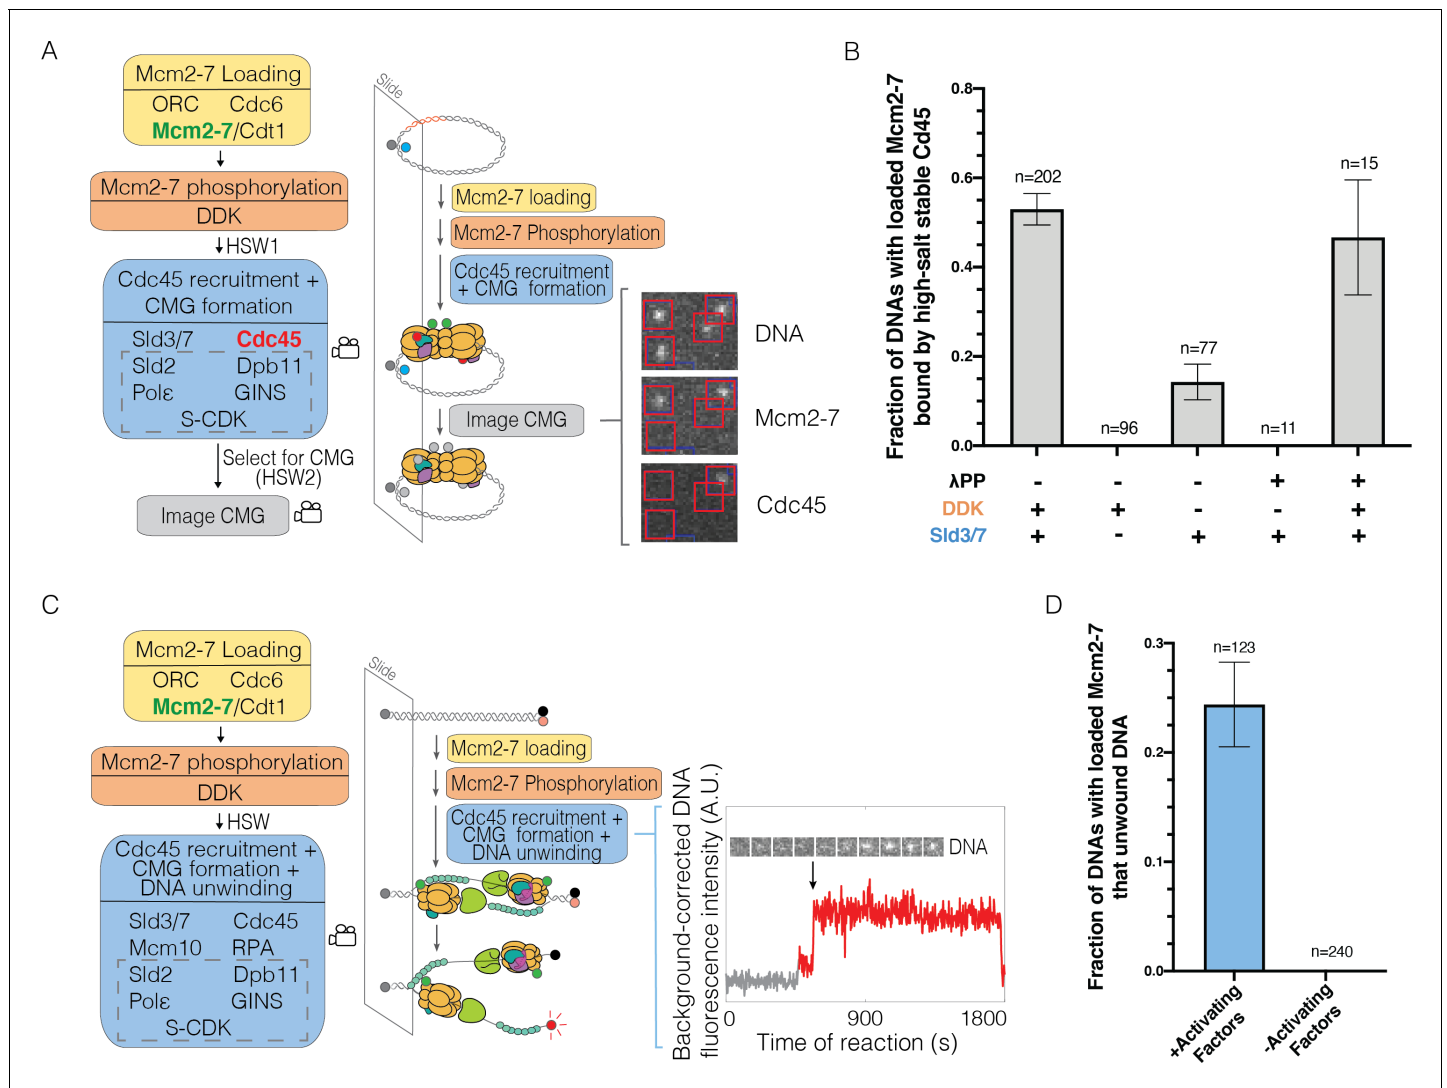 A
Mcm2-7 Loading
ORC Cdc6
Mcm2-7/Cdt1
Mcm2-7 phosphorylation
DDK
HSW1
Cdc45 recruitment +
CMG formation
Sld3/7 Cdc45
Sld2 Dpb11
Polε GINS
S-CDK
Select for CMG
(HSW2)
Image CMG
Slide
Mcm2-7 loading
Mcm2-7 Phosphorylation
Cdc45 recruitment
+ CMG formation
Image CMG
DNA
Mcm2-7
Cdc45
B
Fraction of DNAs with loaded Mcm2-7
bound by high-salt stable Cd45
0.8
0.6
0.4
0.2
0.0
n=202
n=96
n=77
n=11
n=15
λPP - - - + +
DDK + + - - +
Sld3/7 + - + + +
C
Mcm2-7 Loading
ORC Cdc6
Mcm2-7/Cdt1
Mcm2-7 phosphorylation
DDK
HSW
Cdc45 recruitment +
CMG formation +
DNA unwinding
Sld3/7 Cdc45
Mcm10 RPA
Sld2 Dpb11
Polε GINS
S-CDK
Slide
Mcm2-7 loading
Mcm2-7 Phosphorylation
Cdc45 recruitment +
CMG formation +
DNA unwinding
Background-corrected DNA
fluorescence intensity (A.U.)
DNA
0 900 1800
Time of reaction (s)
D
Fraction of DNAs with loaded Mcm2-7
that unwound DNA
0.3
0.2
0.1
0.0
n=123
n=240
+Activating
Factors
-Activating
Factors